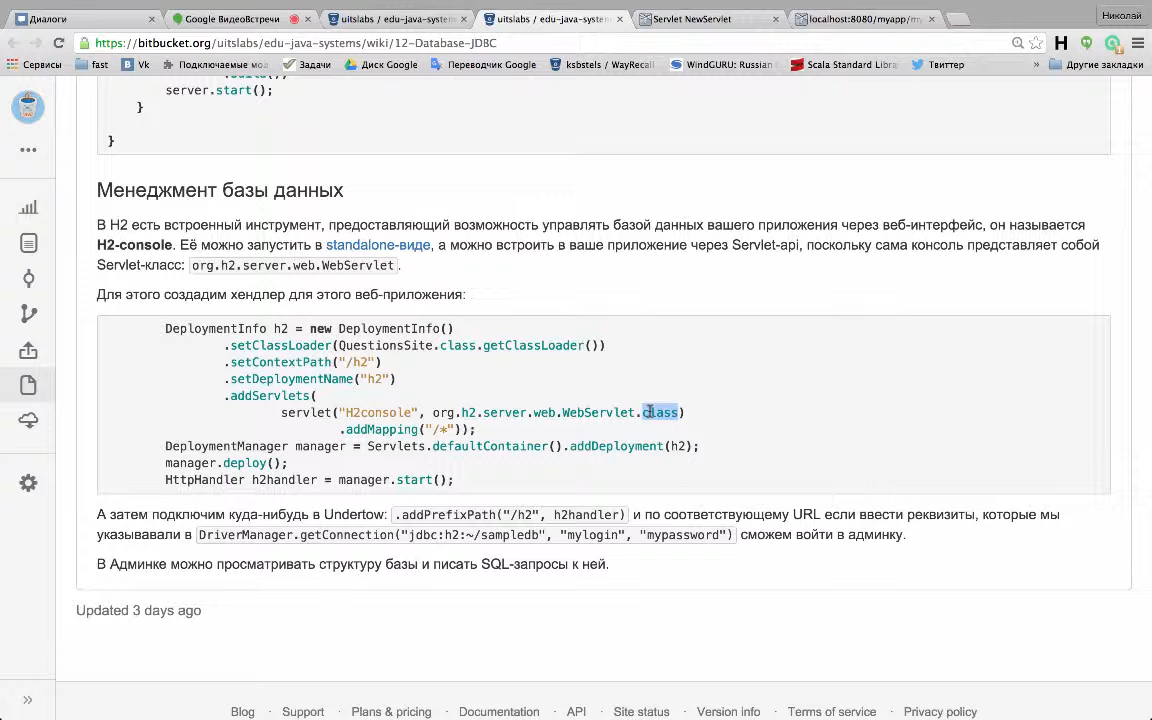 Диалоги
Google ВидеоВстречи
uitslabs / edu-java-system
uitslabs / edu-java-system
Servlet NewServlet
localhost:8080/myapp/my
Николай
https://bitbucket.org/uitslabs/edu-java-systems/wiki/12-Database-JDBC
Сервисы
fast
Vk
Подключаемые мод
Задачи
Диск Google
Переводчик Google
ksbstels / WayRecall
WindGURU: Russian F
Scala Standard Libra
Твиттер
»
Другие закладки
server.start();
}
}
Менеджмент базы данных
В H2 есть встроенный инструмент, предоставляющий возможность управлять базой данных вашего приложения через веб-интерфейс, он называется
H2-console. Её можно запустить в standalone-виде, а можно встроить в ваше приложение через Servlet-api, поскольку сама консоль представляет собой
Servlet-класс: org.h2.server.web.WebServlet.
Для этого создадим хендлер для этого веб-приложения:
DeploymentInfo h2 = new DeploymentInfo()
.setClassLoader(QuestionsSite.class.getClassLoader())
.setContextPath("/h2")
.setDeploymentName("h2")
.addServlets(
servlet("H2console", org.h2.server.web.WebServlet.class)
.addMapping("/*"));
DeploymentManager manager = Servlets.defaultContainer().addDeployment(h2);
manager.deploy();
HttpHandler h2handler = manager.start();
А затем подключим куда-нибудь в Undertow: .addPrefixPath("/h2", h2handler) и по соответствующему URL если ввести реквизиты, которые мы
указывавали в DriverManager.getConnection("jdbc:h2:~/sampledb", "mylogin", "mypassword") сможем войти в админку.
В Админке можно просматривать структуру базы и писать SQL-запросы к ней.
Updated 3 days ago
Blog
Support
Plans & pricing
Documentation
API
Site status
Version info
Terms of service
Privacy policy